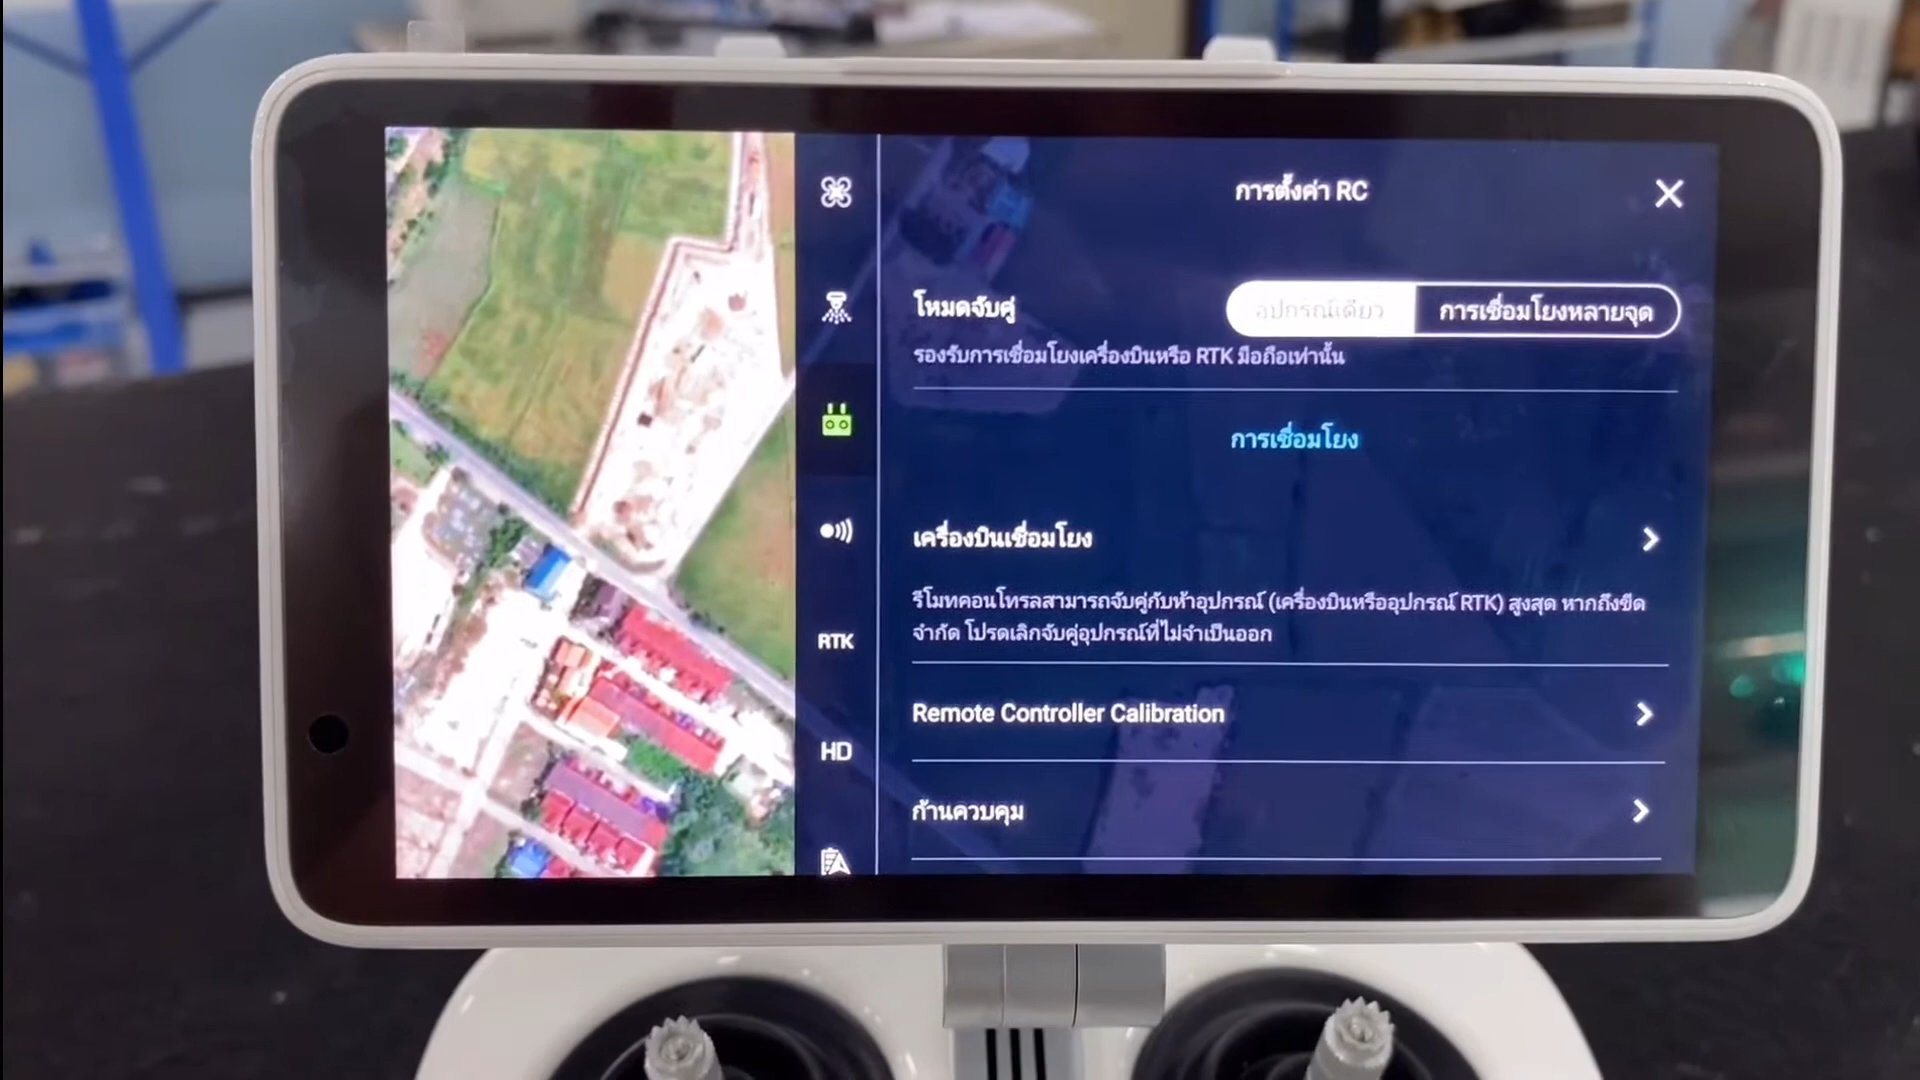 การตั้งค่า RC
โหมดจับคู่
อุปกรณ์เดียว
การเชื่อมโยงหลายจุด
รองรับการเชื่อมโยงเครื่องบินหรือ RTK มือถือเท่านั้น
การเชื่อมโยง
เครื่องบินเชื่อมโยง
รีโมทคอนโทรลสามารถจับคู่กับห้าอุปกรณ์ (เครื่องบินหรืออุปกรณ์ RTK) สูงสุด หากถึงขีด
จำกัด โปรดเลิกจับคู่อุปกรณ์ที่ไม่จำเป็นออก
RTK
Remote Controller Calibration
HD
ก้านควบคุม